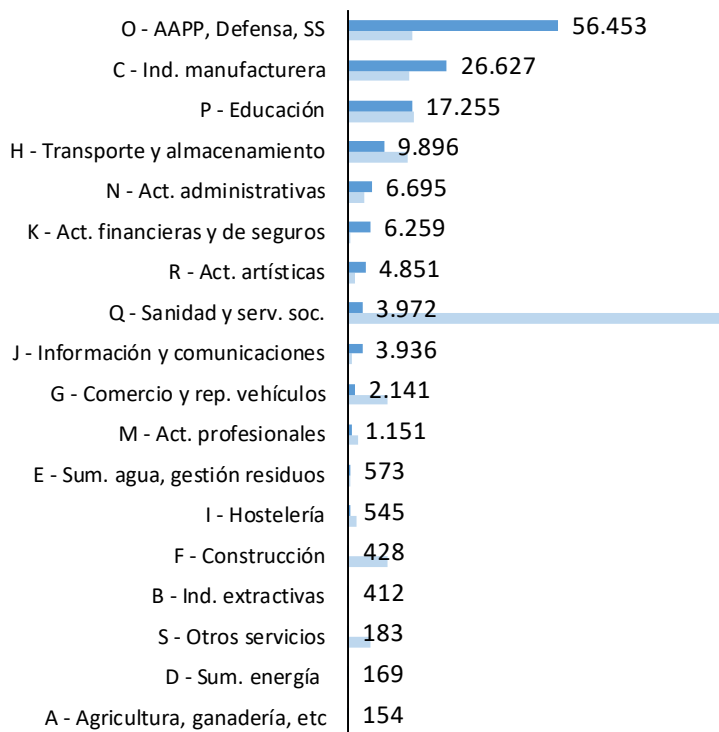 O - AAPP, Defensa, SS 56.453
C - Ind. manufacturera 26.627
P - Educación 17.255
H - Transporte y almacenamiento 9.896
N - Act. administrativas 6.695
K - Act. financieras y de seguros 6.259
R - Act. artísticas 4.851
Q - Sanidad y serv. soc. 3.972
J - Información y comunicaciones 3.936
G - Comercio y rep. vehículos 2.141
M - Act. profesionales 1.151
E - Sum. agua, gestión residuos 573
I - Hostelería 545
F - Construcción 428
B - Ind. extractivas 412
S - Otros servicios 183
D - Sum. energía 169
A - Agricultura, ganadería, etc 154